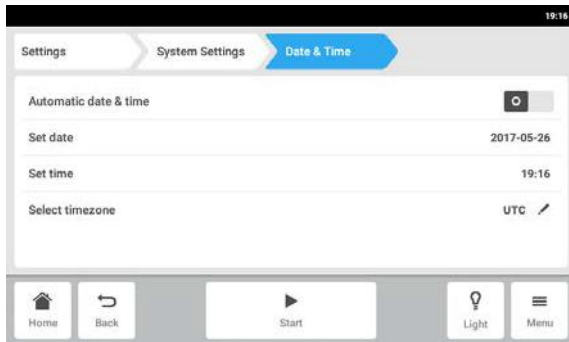 19:16
Settings System Settings Date & Time
Automatic date & time
Set date 2017-05-26
Set time 19:16
Select timezone UTC
Home Back Start Light Menu